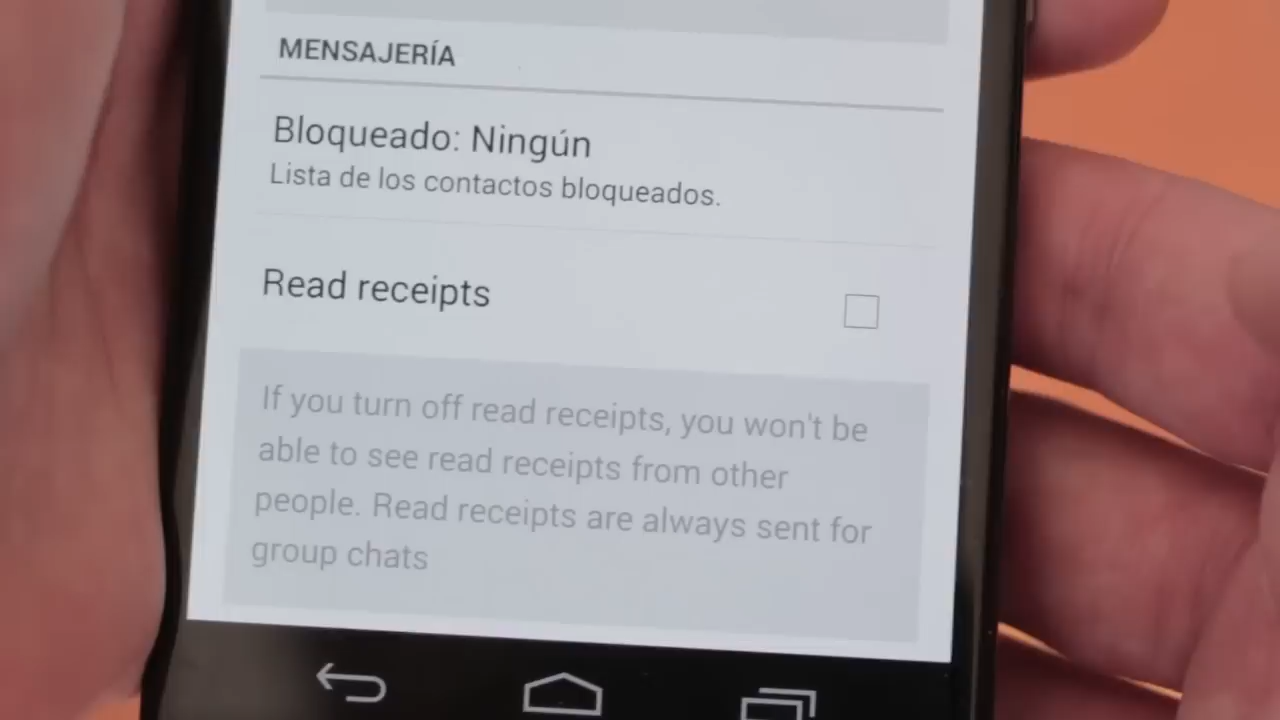 MENSAJERÍA
Bloqueado: Ningún
Lista de los contactos bloqueados.
Read receipts
If you turn off read receipts, you won't be
able to see read receipts from other
people. Read receipts are always sent for
group chats